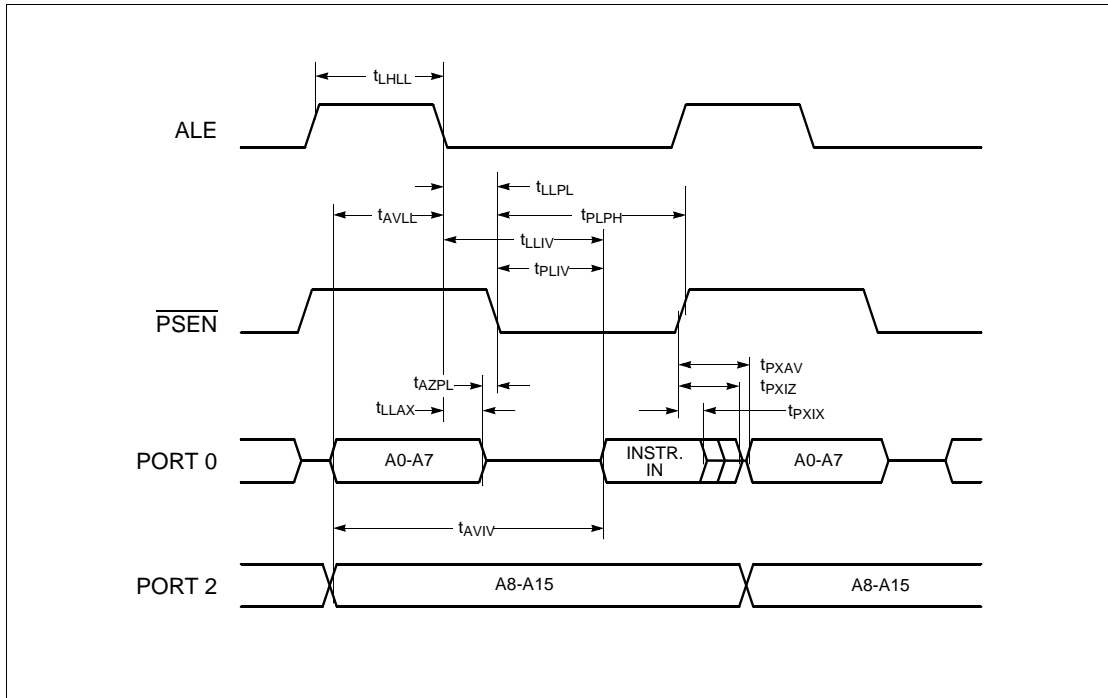 tLHLL
ALE
tLLPL
tAVLL
tPLPH
tLLIV
tPLIV
PSEN
tPXAV
tAZPL
tPXIZ
tLLAX
tPXIX
PORT 0
A0-A7
INSTR.
IN
A0-A7
tAVIV
PORT 2
A8-A15
A8-A15